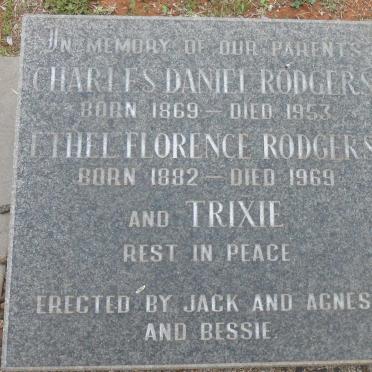 IN MEMORY OF OUR PARENTS
CHARLES DANIEL RODGERS
BORN 1869 — DIED 1953
ETHEL FLORENCE RODGERS
BORN 1882 — DIED 1969
AND TRIXIE
REST IN PEACE
ERECTED BY JACK AND AGNES
AND BESSIE.